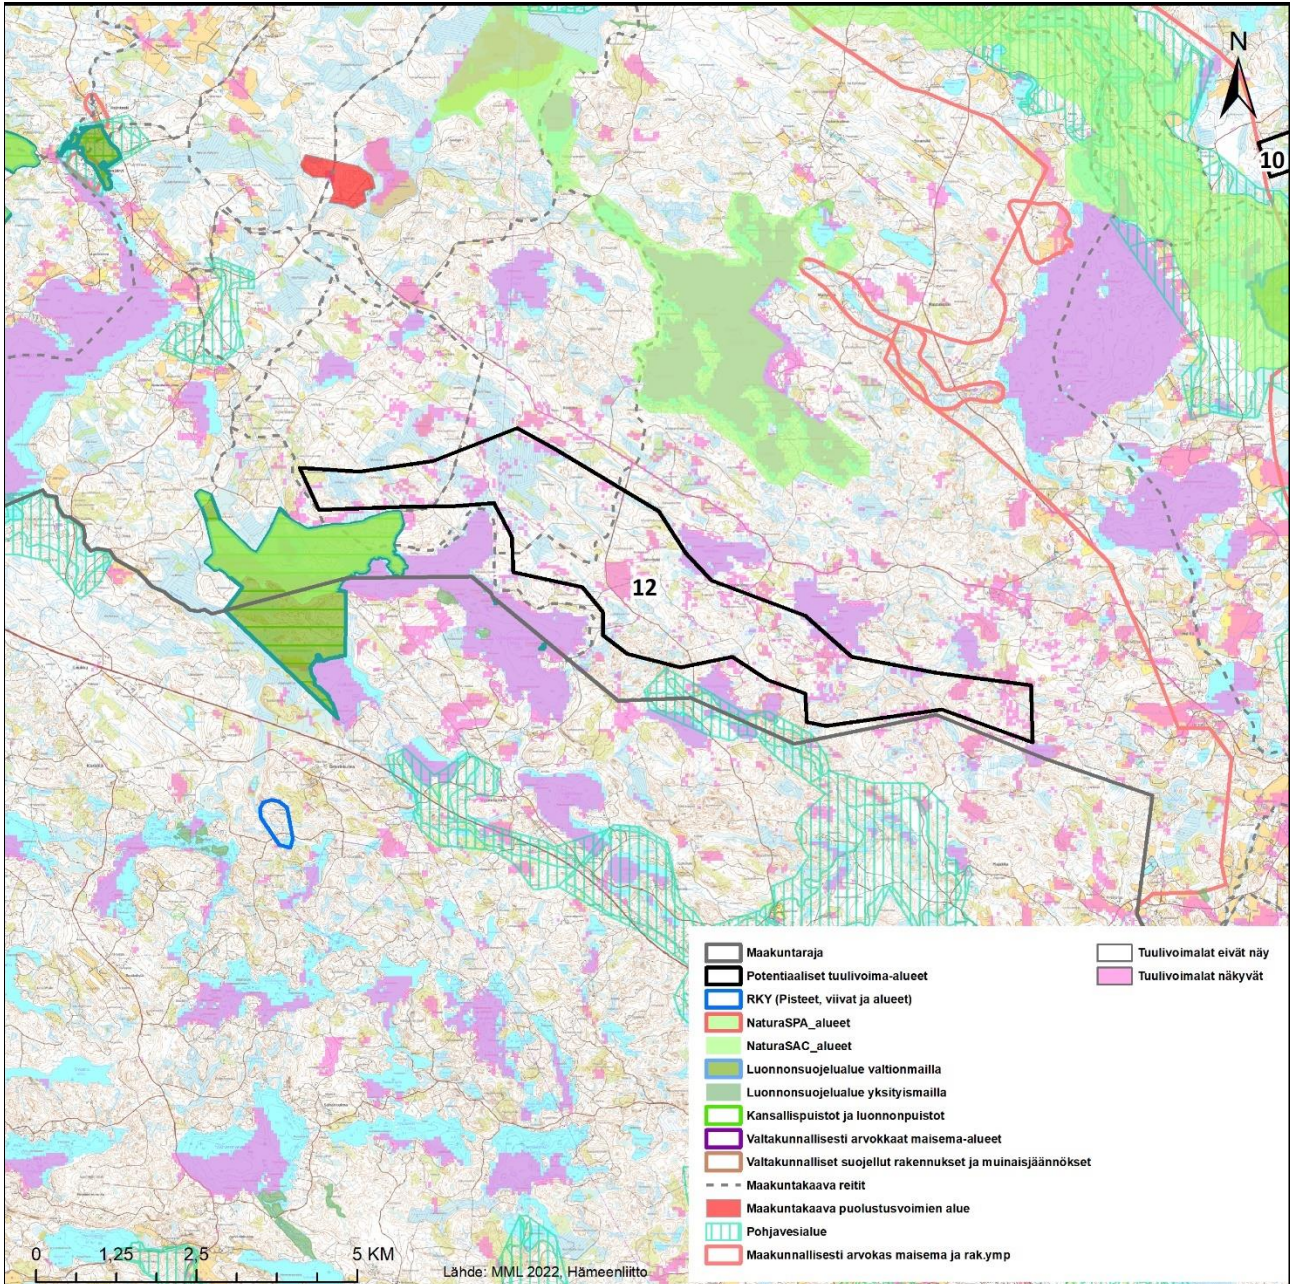 N
10
12
Maakuntaraja
Potentiaaliset tuulivoima-alueet
RKY (Pisteet, viivat ja alueet)
NaturaSPA_alueet
NaturaSAC_alueet
Luonnonsuojelualue valtionmailla
Luonnonsuojelualue yksityismailla
Kansallispuistot ja luonnonpuistot
Valtakunnallisesti arvokkaat maisema-alueet
Valtakunnalliset suojellut rakennukset ja muinaisjäännökset
Maakuntakaava reitit
Maakuntakaava puolustusvoimien alue
Pohjavesialue
Maakunnallisesti arvokas maisema ja rak.ymp
Tuulivoimalat eivät näy
Tuulivoimalat näkyvät
0 1,25 2,5 5 KM
Lähde: MML 2022, Hämeenliitto